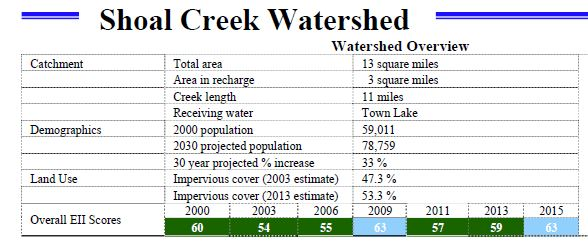 Shoal Creek Watershed
Watershed Overview
Catchment Total area 13 square miles
Area in recharge 3 square miles
Creek length 11 miles
Receiving water Town Lake
Demographics 2000 population 59,011
2030 projected population 78,759
30 year projected % increase 33 %
Land Use Impervious cover (2003 estimate) 47.3 %
Impervious cover (2013 estimate) 53.3 %
Overall EII Scores 2000 2003 2006 2009 2011 2013 2015
60 54 55 63 57 59 63